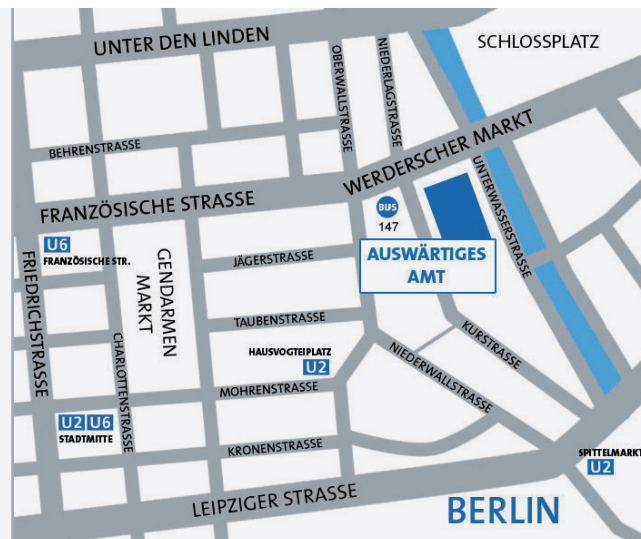 UNTER DEN LINDEN
OBERWALLSTRASSE
NIEDERLAGSTRASSE
SCHLOSSPLATZ
BEHRENSTRASSE
WERDERSCHER MARKT
UNTERWASSERSTRASSE
FRANZÖSISCHE STRASSE
BUS
147
U6
FRANZÖSISCHE STR.
FRIEDRICHSTRASSE
GENDARMEN
MARKT
JÄGERSTRASSE
AUSWÄRTIGES
AMT
TAUBENSTRASSE
CHARLOTTENSTRASSE
HAUSVOGTEIPLATZ
U2
NIEDERWALLSTRASSE
KURSTRASSE
MOHRENSTRASSE
U2 U6
STADTMITTE
KRONENSTRASSE
SPITTELMARKT
U2
LEIPZIGER STRASSE
BERLIN